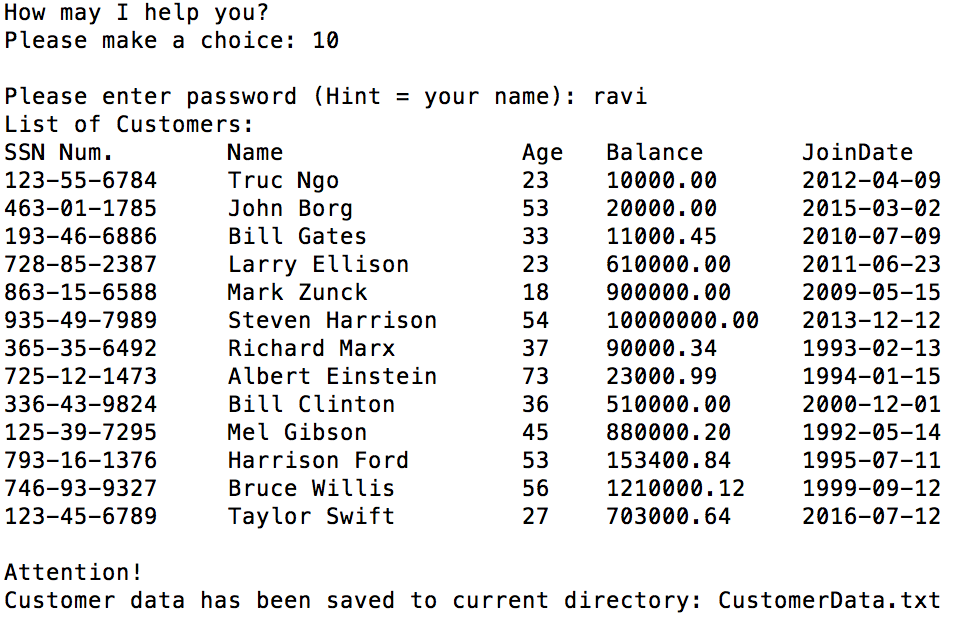 How may I help you?
Please make a choice: 10
Please enter password (Hint = your name): ravi
List of Customers:
SSN Num. Name Age Balance JoinDate
123-55-6784 Truc Ngo 23 10000.00 2012-04-09
463-01-1785 John Borg 53 20000.00 2015-03-02
193-46-6886 Bill Gates 33 11000.45 2010-07-09
728-85-2387 Larry Ellison 23 610000.00 2011-06-23
863-15-6588 Mark Zunck 18 900000.00 2009-05-15
935-49-7989 Steven Harrison 54 10000000.00 2013-12-12
365-35-6492 Richard Marx 37 90000.34 1993-02-13
725-12-1473 Albert Einstein 73 23000.99 1994-01-15
336-43-9824 Bill Clinton 36 510000.00 2000-12-01
125-39-7295 Mel Gibson 45 880000.20 1992-05-14
793-16-1376 Harrison Ford 53 153400.84 1995-07-11
746-93-9327 Bruce Willis 56 1210000.12 1999-09-12
123-45-6789 Taylor Swift 27 703000.64 2016-07-12
Attention!
Customer data has been saved to current directory: CustomerData.txt